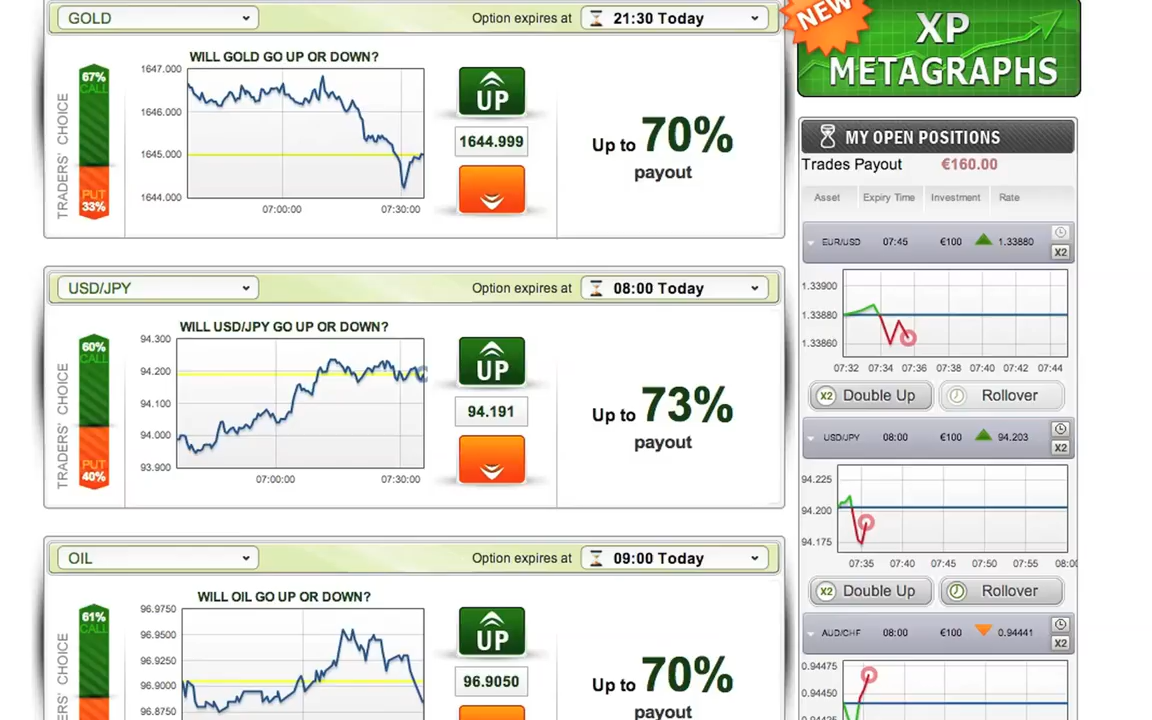 GOLD
Option expires at
21:30 Today
WILL GOLD GO UP OR DOWN?
TRADERS' CHOICE
67%
CALL
PUT
33%
1647.000
1646.000
1645.000
1644.000
07:00:00
07:30:00
UP
1644.999
Up to 70%
payout
USD/JPY
Option expires at
08:00 Today
WILL USD/JPY GO UP OR DOWN?
TRADERS' CHOICE
60%
CALL
PUT
40%
94.300
94.200
94.100
94.000
93.900
07:00:00
07:30:00
UP
94.191
Up to 73%
payout
OIL
Option expires at
09:00 Today
WILL OIL GO UP OR DOWN?
TRADERS'
61%
CALL
96.9750
96.9500
96.9250
96.9000
96.8750
UP
96.9050
Up to 70%
payout
NEW
XP
METAGRAPHS
MY OPEN POSITIONS
Trades Payout €160.00
Asset Expiry Time Investment Rate
EUR/USD 07:45 €100 1.33880
X2
1.33900
1.33880
1.33860
07:32 07:34 07:36 07:38 07:40 07:42 07:44
X2 Double Up Rollover
USD/JPY 08:00 €100 94.203
X2
94.225
94.200
94.175
07:35 07:40 07:45 07:50 07:55 08:00
X2 Double Up Rollover
AUD/CHF 08:00 €100 0.94441
X2
0.94475
0.94450
0.94425